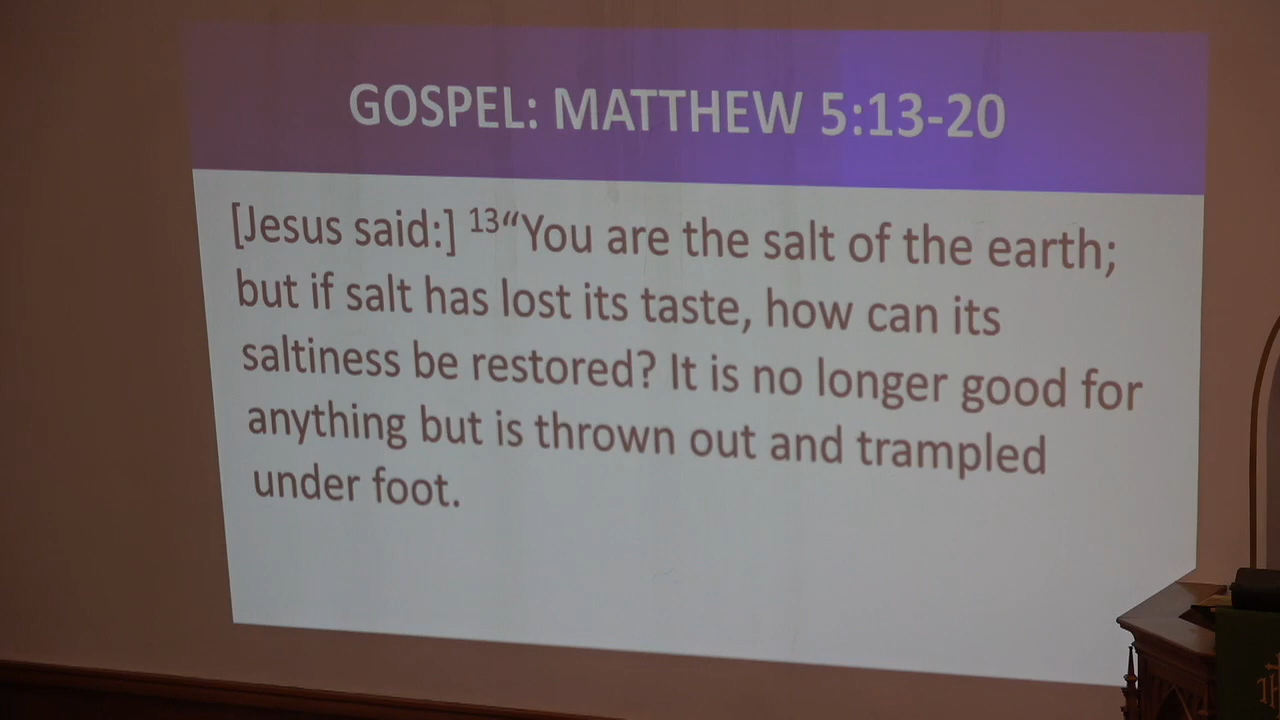 GOSPEL: MATTHEW 5:13-20
[Jesus said:] 13“You are the salt of the earth;
but if salt has lost its taste, how can its
saltiness be restored? It is no longer good for
anything but is thrown out and trampled
under foot.